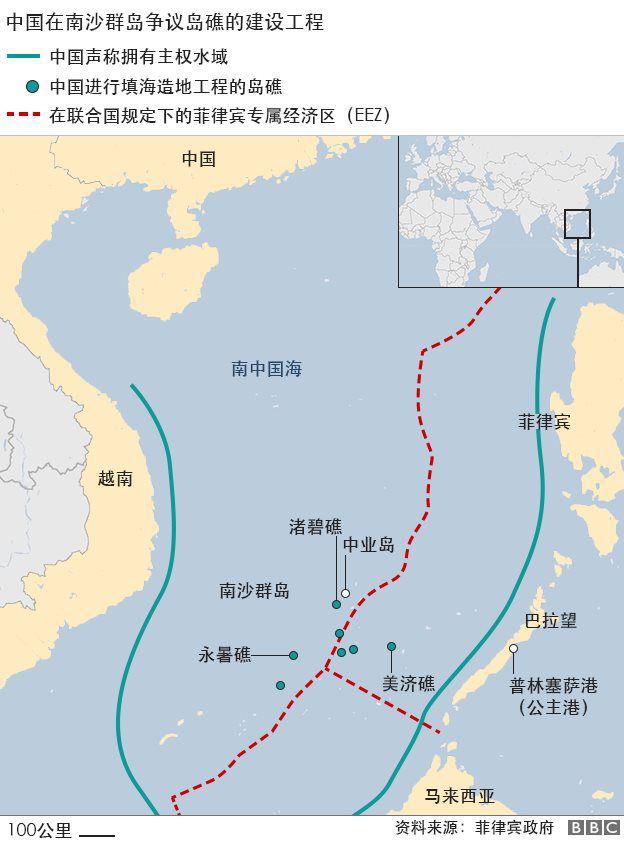 中国在南沙群岛争议岛礁的建设工程
中国声称拥有主权水域
中国进行填海造地工程的岛礁
在联合国规定下的菲律宾专属经济区（EEZ）
中国
南中国海
菲律宾
越南
渚碧礁
中业岛
南沙群岛
巴拉望
永暑礁
美济礁
普林塞萨港
（公主港）
马来西亚
100公里
资料来源：菲律宾政府
BBC